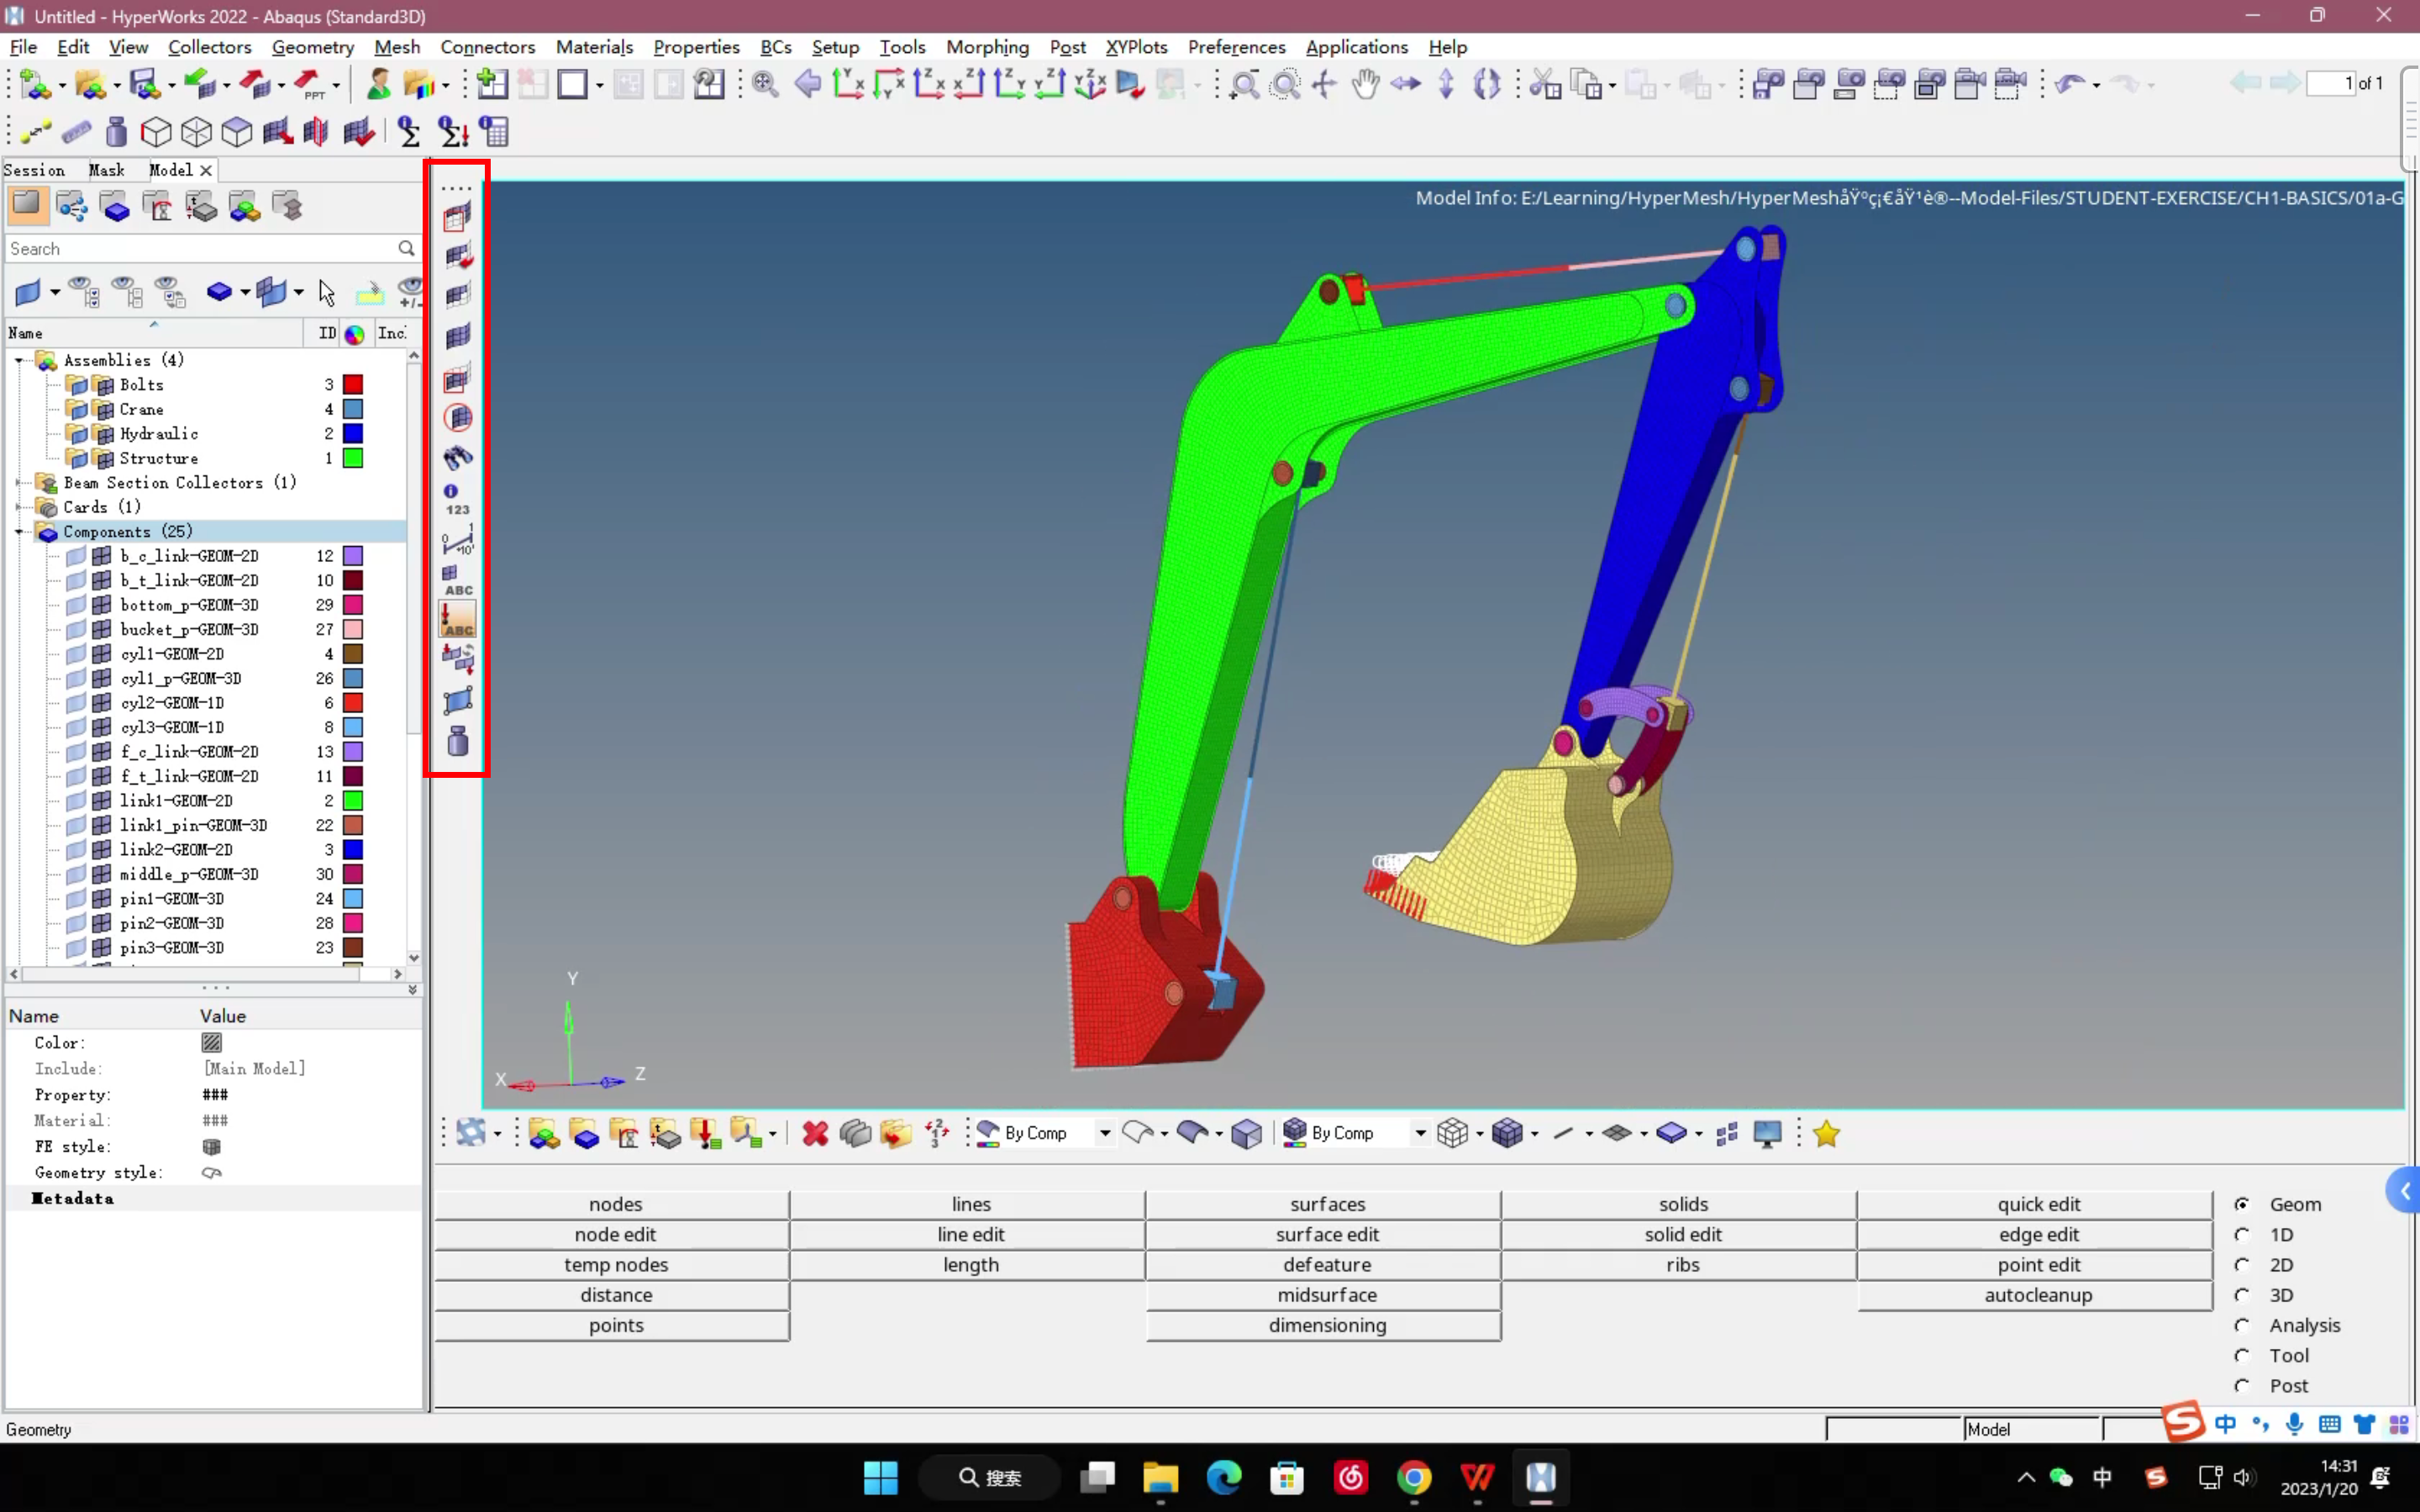 Untitled - HyperWorks 2022 - Abaqus (Standard3D)
File Edit View Collectors Geometry Mesh Connectors Materials Properties BCs Setup Tools Morphing Post XYPlots Preferences Applications Help
PPT
1 of 1
Session Mask Model
Search
Model Info: E:/Learning/HyperMesh/HyperMeshåŸºç¡€åŸ¹è®­--Model-Files/STUDENT-EXERCISE/CH1-BASICS/01a-G
Name ID Inc.
Assemblies (4)
Bolts 3
Crane 4
Hydraulic 2
Structure 1
Beam Section Collectors (1)
Cards (1)
Components (25)
b_c_link-GEOM-2D 12
b_t_link-GEOM-2D 10
bottom_p-GEOM-3D 29
bucket_p-GEOM-3D 27
cyl1-GEOM-2D 4
cyl1_p-GEOM-3D 26
cyl2-GEOM-1D 6
cyl3-GEOM-1D 8
f_c_link-GEOM-2D 13
f_t_link-GEOM-2D 11
link1-GEOM-2D 2
link1_pin-GEOM-3D 22
link2-GEOM-2D 3
middle_p-GEOM-3D 30
pin1-GEOM-3D 24
pin2-GEOM-3D 28
pin3-GEOM-3D 23
123
ABC
ABC
Y
X
Z
Name Value
Color:
Include: [Main Model]
Property: ###
Material: ###
FE style:
Geometry style:
Metadata
By Comp By Comp
nodes lines surfaces solids quick edit Geom
node edit line edit surface edit solid edit edge edit 1D
temp nodes length defeature ribs point edit 2D
distance midsurface autocleanup 3D
points dimensioning Analysis
Tool
Post
Geometry Model
中
搜索
中
14:31
2023/1/20